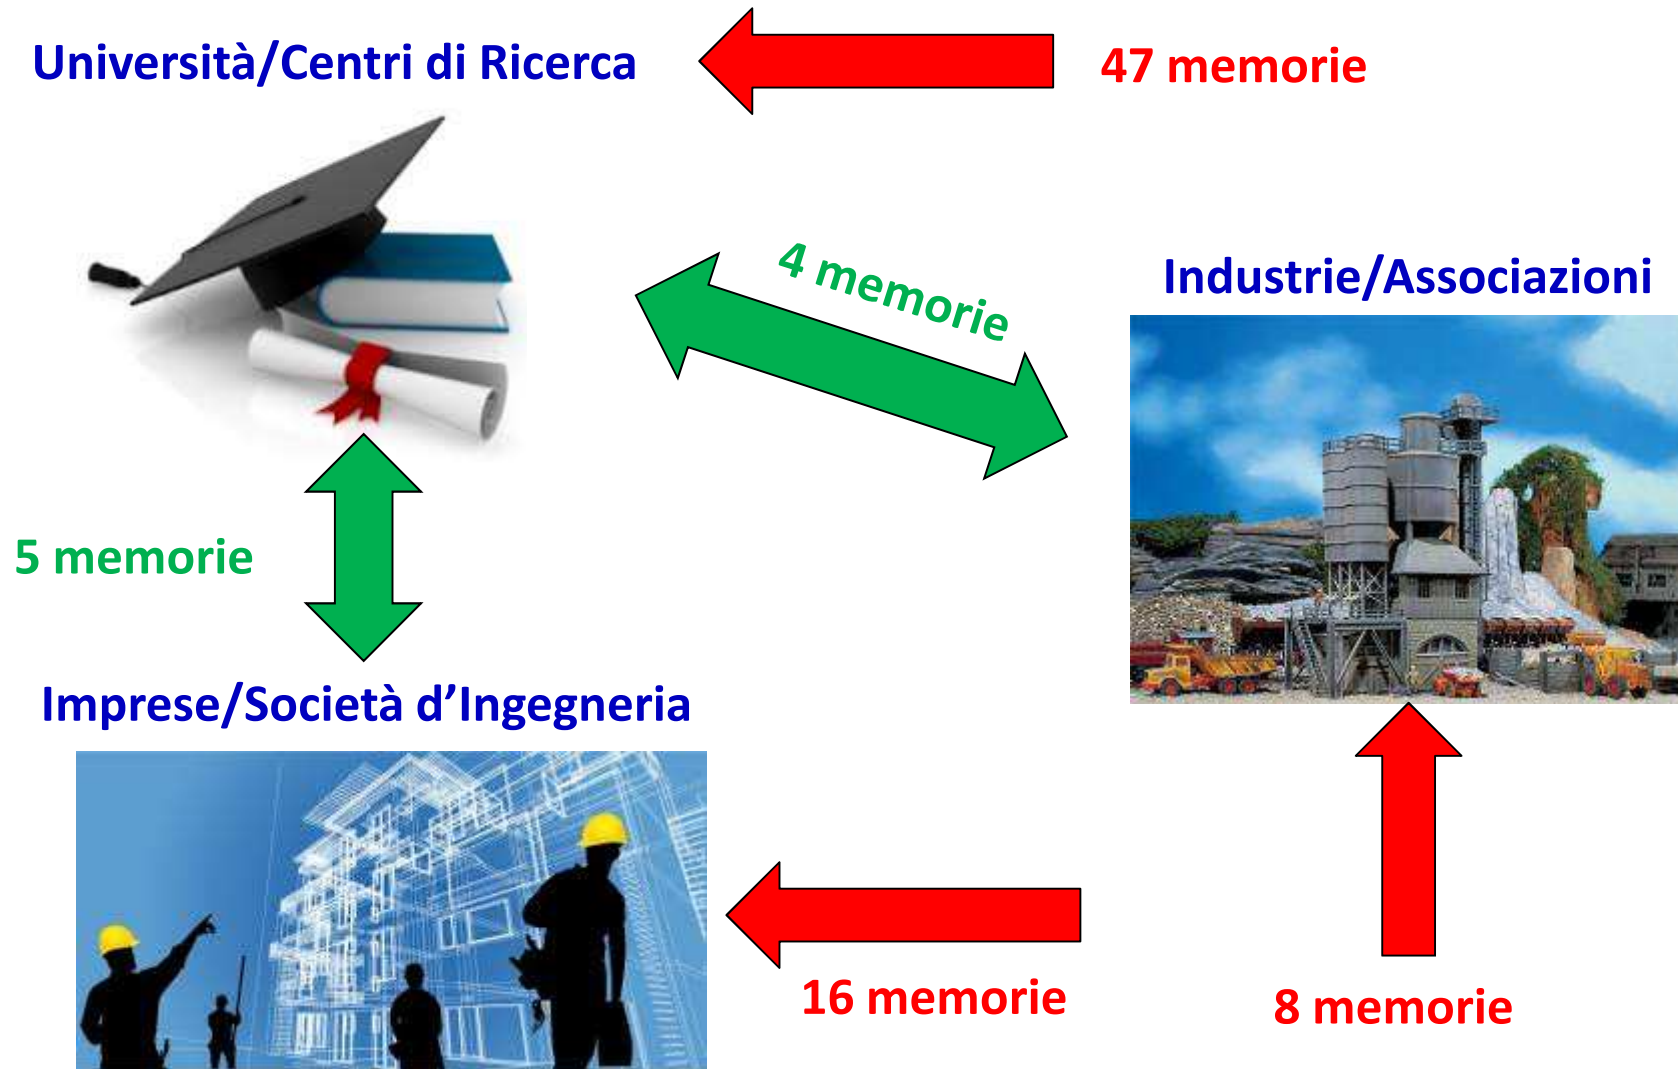 Università/Centri di Ricerca
47 memorie
4 memorie
Industrie/Associazioni
5 memorie
Imprese/Società d’Ingegneria
16 memorie
8 memorie